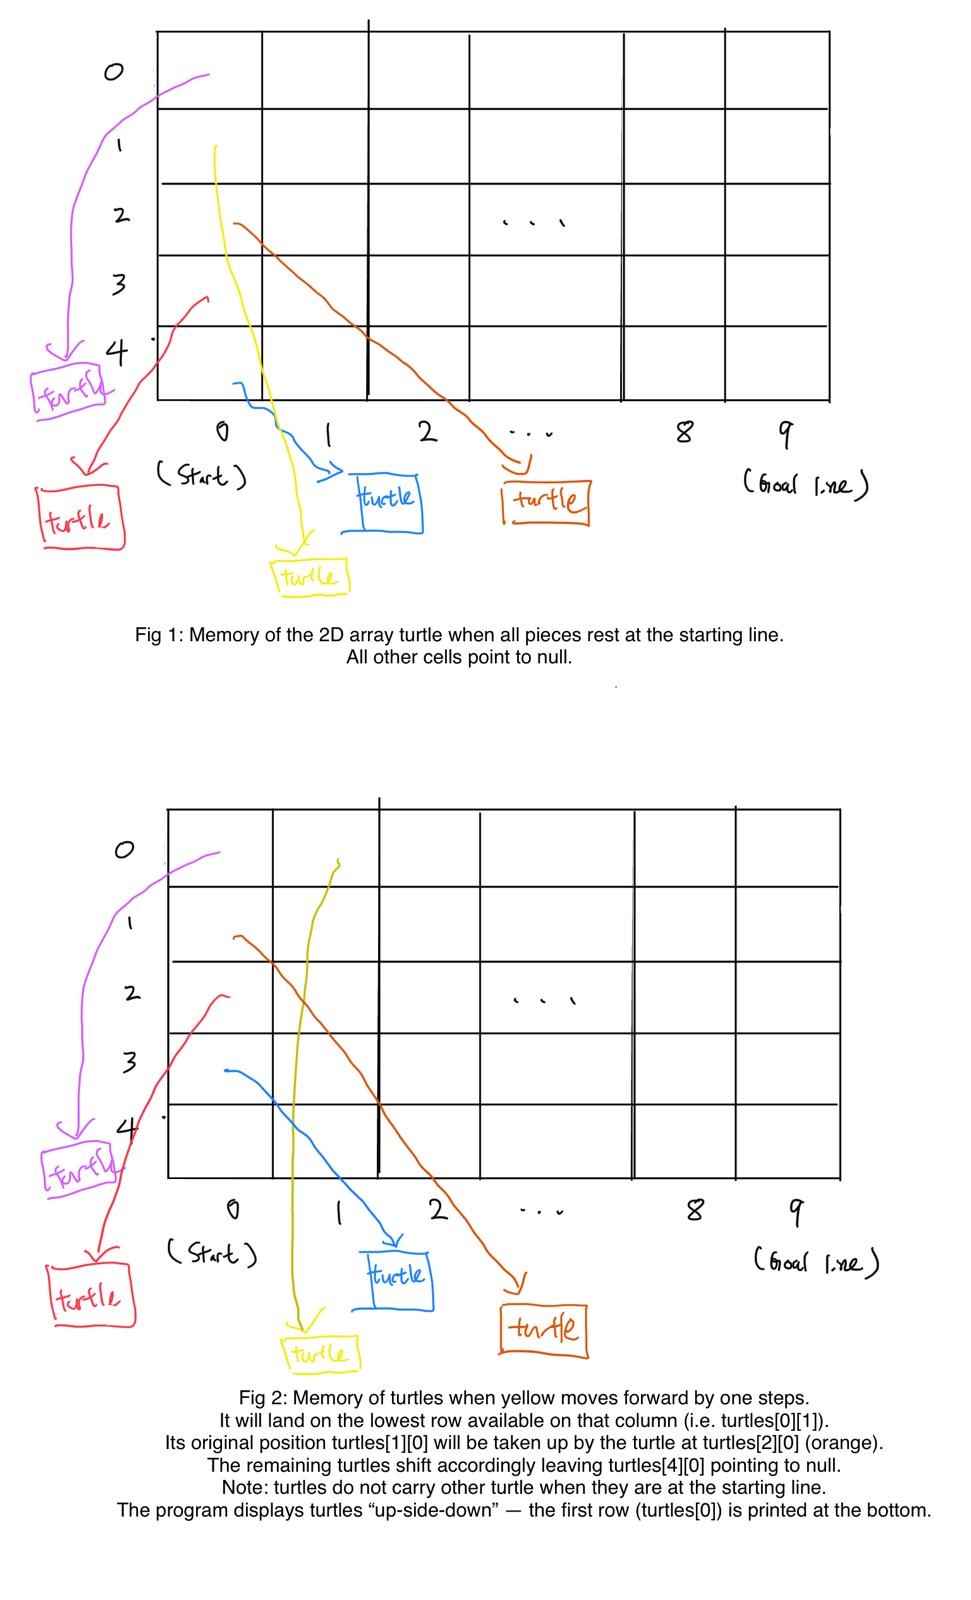 0
1
2
. . .
3
4
turtle
0 1 2 ... 8 9
(Start) (Goal line)
turtle
turtle
turtle
turtle
Fig 1: Memory of the 2D array turtle when all pieces rest at the starting line.
All other cells point to null.
0
1
2
. . .
3
4
turtle
0 1 2 ... 8 9
(Start) (Goal line)
turtle
turtle
turtle
turtle
Fig 2: Memory of turtles when yellow moves forward by one steps.
It will land on the lowest row available on that column (i.e. turtles[0][1]).
Its original position turtles[1][0] will be taken up by the turtle at turtles[2][0] (orange).
The remaining turtles shift accordingly leaving turtles[4][0] pointing to null.
Note: turtles do not carry other turtle when they are at the starting line.
The program displays turtles “up-side-down” — the first row (turtles[0]) is printed at the bottom.